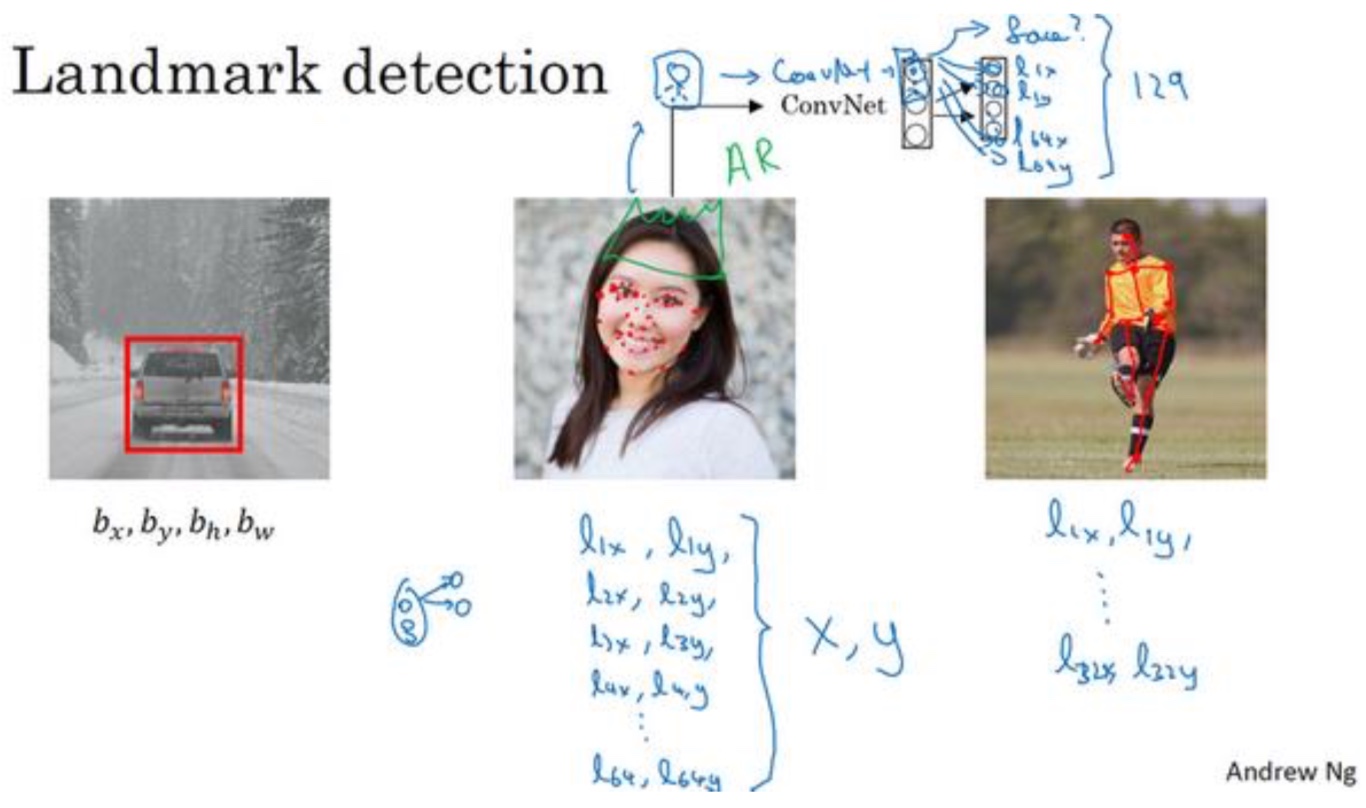 Landmark detection
ConvNet → face?
ConvNet
l1x
l1y
l64x
l64y
129
AR
bx, by, bh, bw
l1x, l1y,
l2x, l2y,
l3x, l3y,
l4x, l4y
⋮
l64, l64y
x, y
l1x, l1y,
⋮
l32x, l32y
Andrew Ng